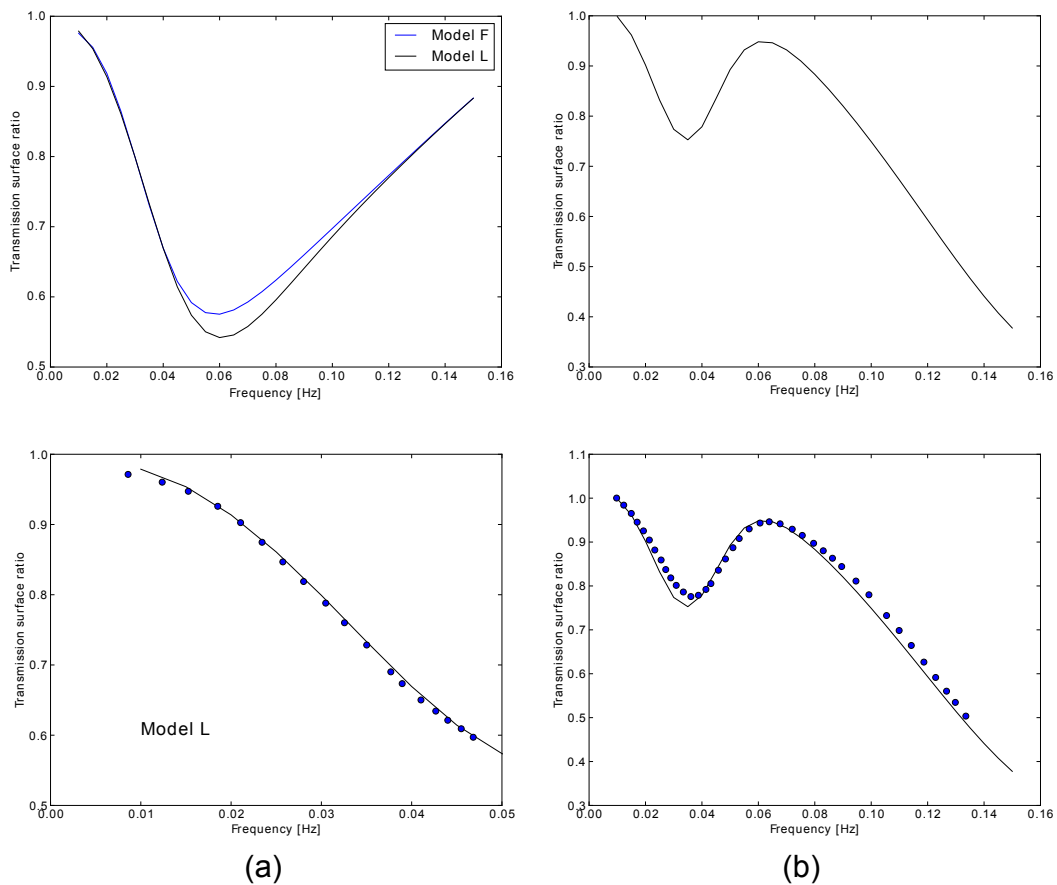 1.0
0.9
0.8
0.7
0.6
0.5
0.00 0.02 0.04 0.06 0.08 0.10 0.12 0.14 0.16
Frequency [Hz]
Transmission surface ratio
Model F
Model L
1.0
0.9
0.8
0.7
0.6
0.5
0.4
0.3
0.00 0.02 0.04 0.06 0.08 0.10 0.12 0.14 0.16
Frequency [Hz]
Transmission surface ratio
1.0
0.9
0.8
0.7
0.6
0.5
0.00 0.01 0.02 0.03 0.04 0.05
Frequency [Hz]
Transmission surface ratio
Model L
(a)
1.1
1.0
0.9
0.8
0.7
0.6
0.5
0.4
0.3
0.00 0.02 0.04 0.06 0.08 0.10 0.12 0.14 0.16
Frequency [Hz]
Transmission surface ratio
(b)